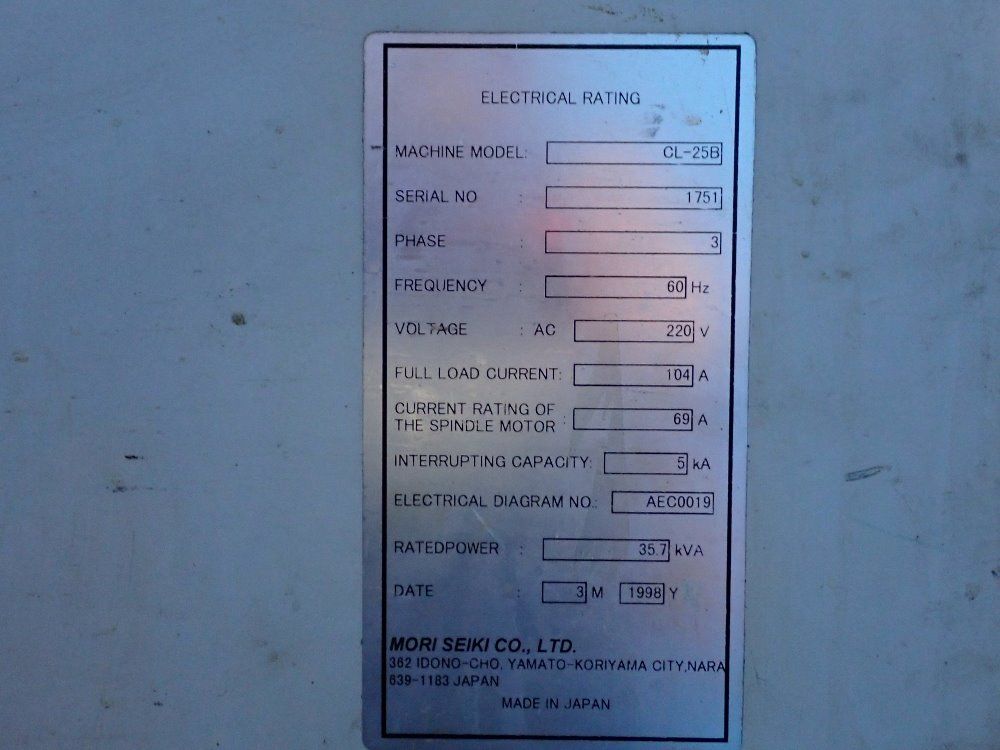 ELECTRICAL RATING
MACHINE MODEL: CL-25B
SERIAL NO : 1751
PHASE : 3
FREQUENCY : 60 Hz
VOLTAGE : AC 220 V
FULL LOAD CURRENT: 104 A
CURRENT RATING OF
THE SPINDLE MOTOR : 69 A
INTERRUPTING CAPACITY: 5 kA
ELECTRICAL DIAGRAM NO.: AEC0019
RATEDPOWER : 35.7 kVA
DATE : 3 M 1998 Y
MORI SEIKI CO., LTD.
362 IDONO-CHO, YAMATO-KORIYAMA CITY,NARA
639-1183 JAPAN
MADE IN JAPAN